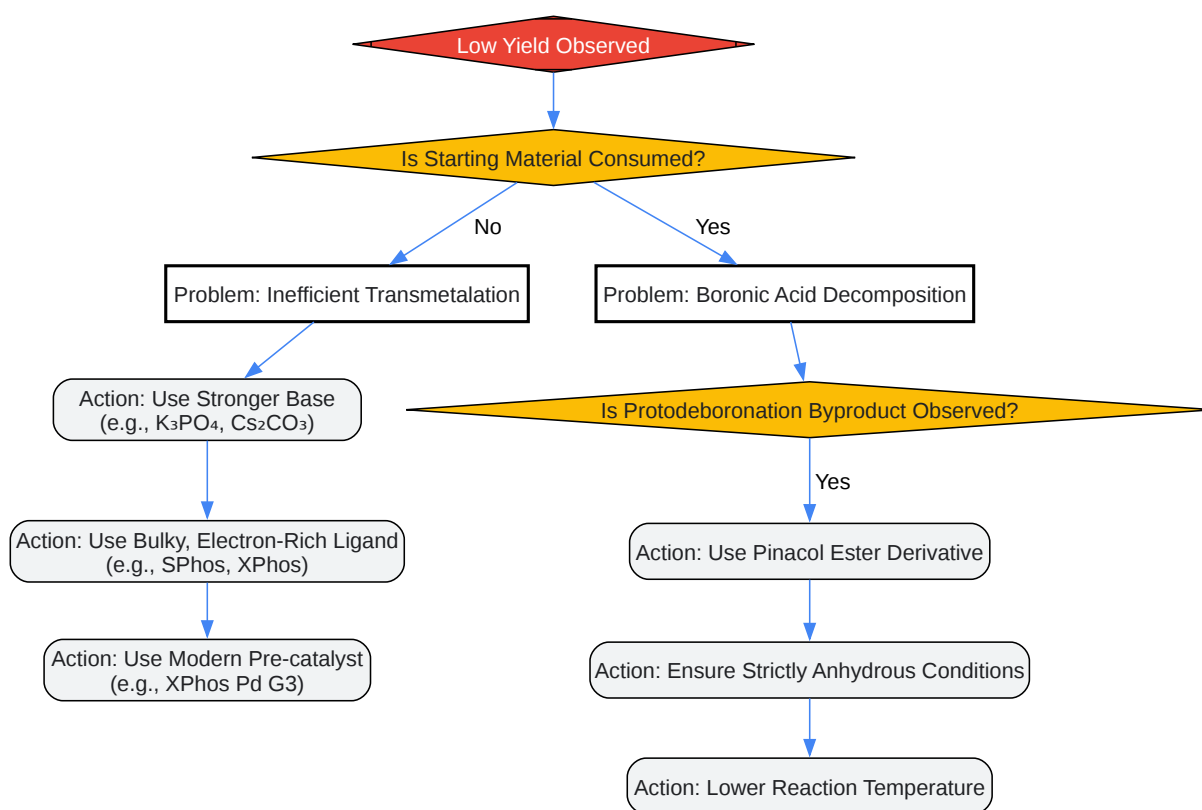 Low Yield Observed
Is Starting Material Consumed?
No
Yes
Problem: Inefficient Transmetalation
Problem: Boronic Acid Decomposition
Action: Use Stronger Base
(e.g., K₃PO₄, Cs₂CO₃)
Is Protodeboronation Byproduct Observed?
Yes
Action: Use Bulky, Electron-Rich Ligand
(e.g., SPhos, XPhos)
Action: Use Pinacol Ester Derivative
Action: Use Modern Pre-catalyst
(e.g., XPhos Pd G3)
Action: Ensure Strictly Anhydrous Conditions
Action: Lower Reaction Temperature